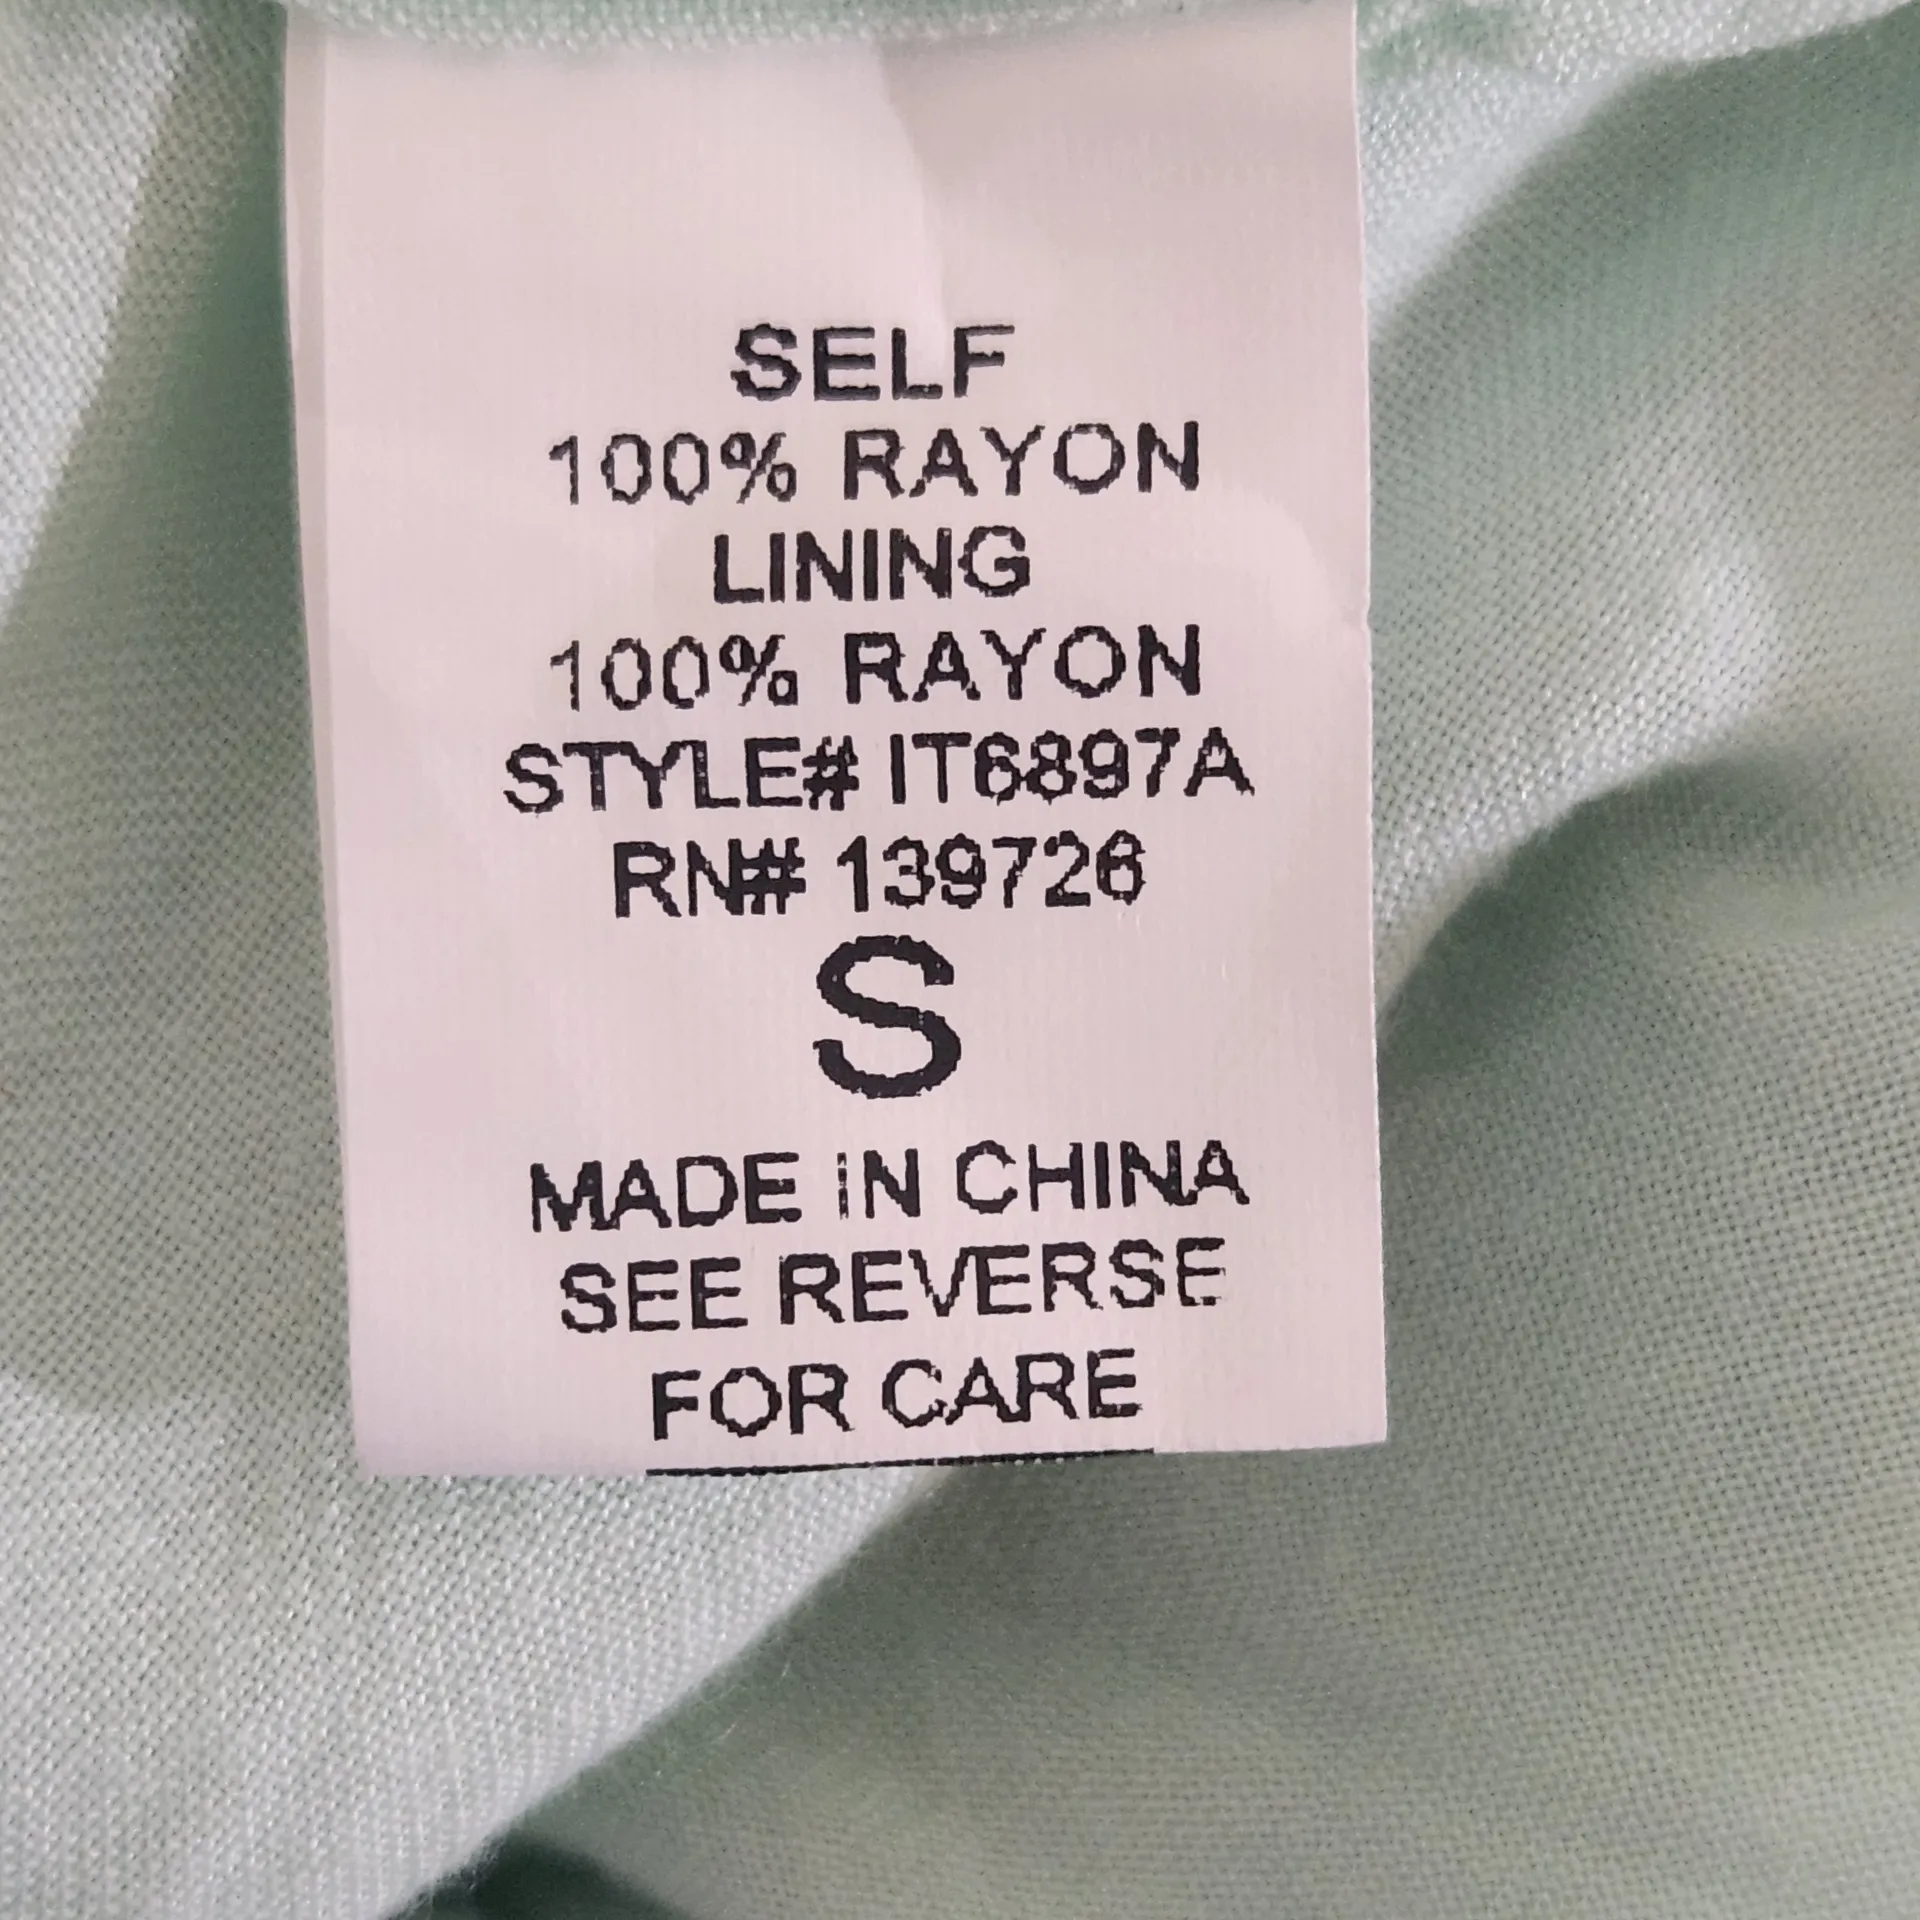 SELF
100% RAYON
LINING
100% RAYON
STYLE# IT6897A
RN# 139726
S
MADE IN CHINA
SEE REVERSE
FOR CARE